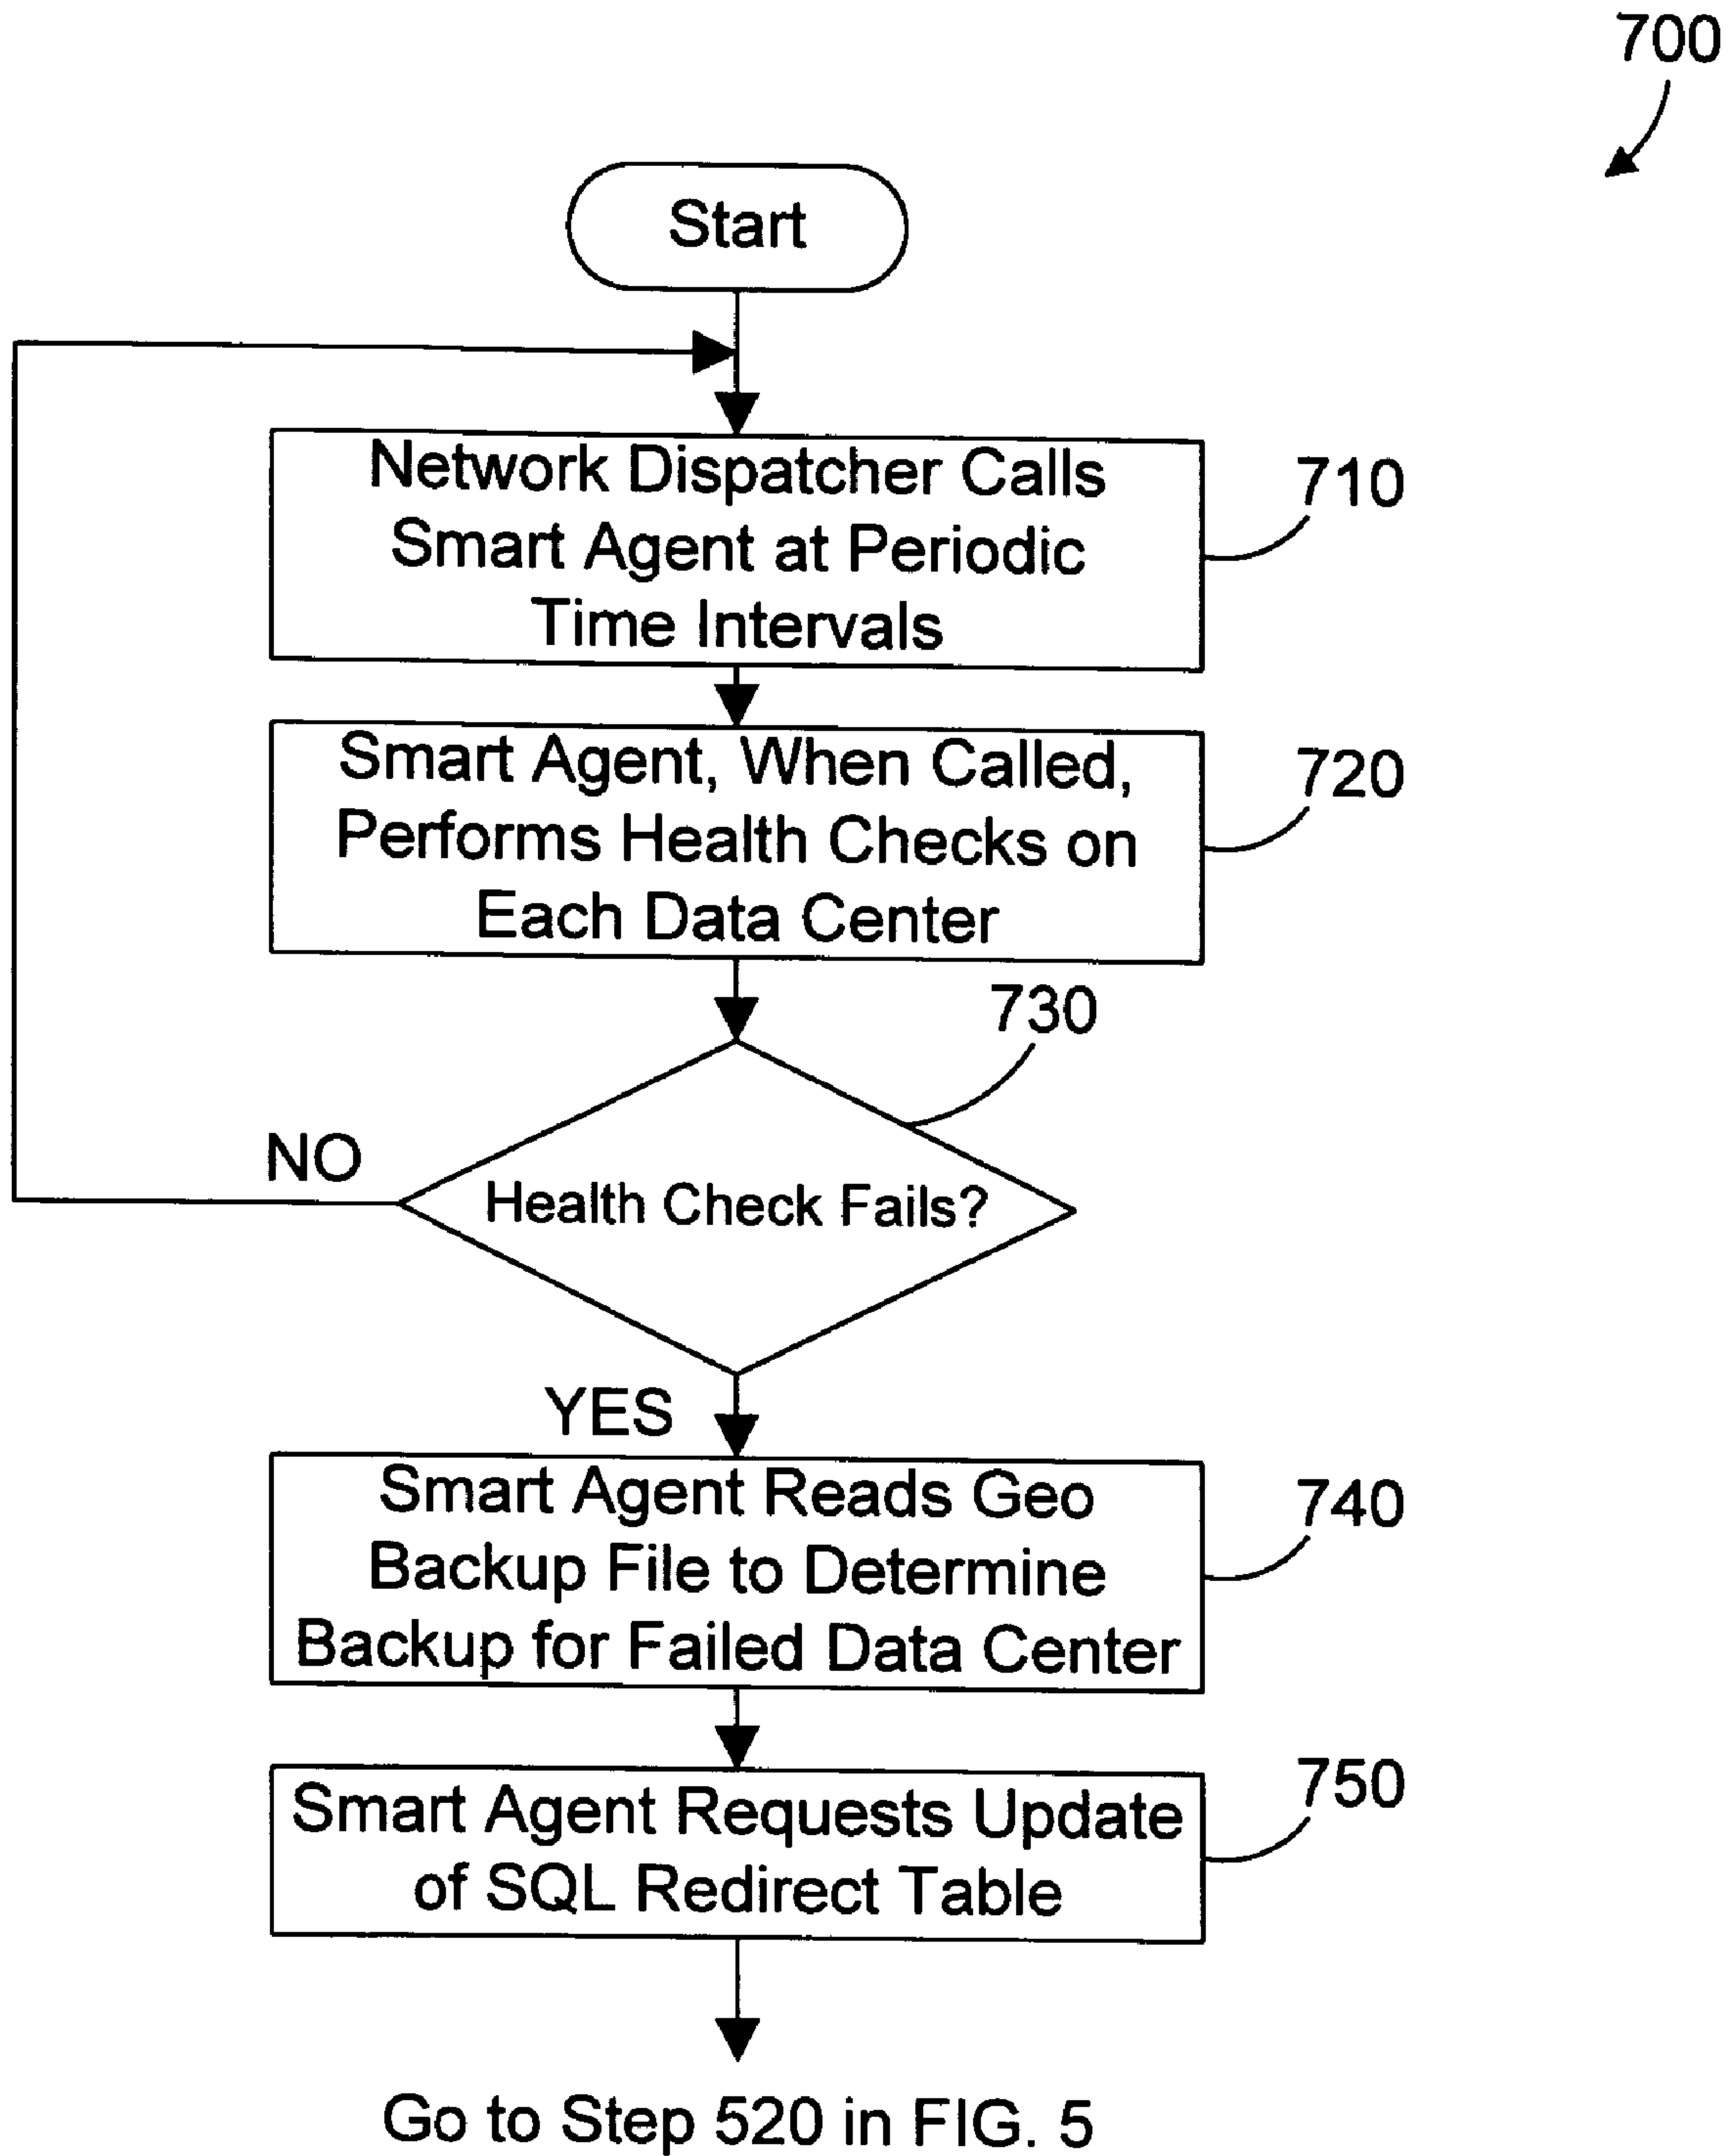 700
Start
Network Dispatcher Calls
Smart Agent at Periodic
Time Intervals
710
Smart Agent, When Called,
Performs Health Checks on
Each Data Center
720
730
Health Check Fails?
NO
YES
Smart Agent Reads Geo
Backup File to Determine
Backup for Failed Data Center
740
Smart Agent Requests Update
of SQL Redirect Table
750
Go to Step 520 in FIG. 5